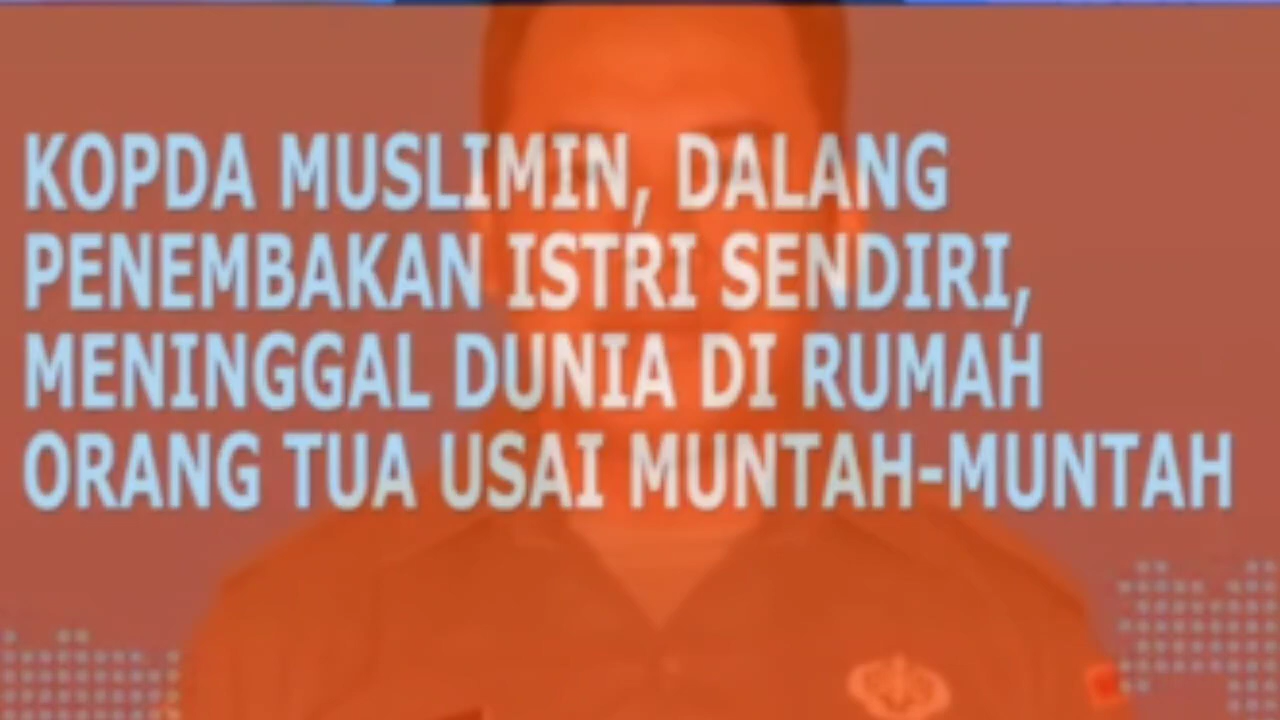 KOPDA MUSLIMIN, DALANG
PENEMBAKAN ISTRI SENDIRI,
MENINGGAL DUNIA DI RUMAH
ORANG TUA USAI MUNTAH-MUNTAH